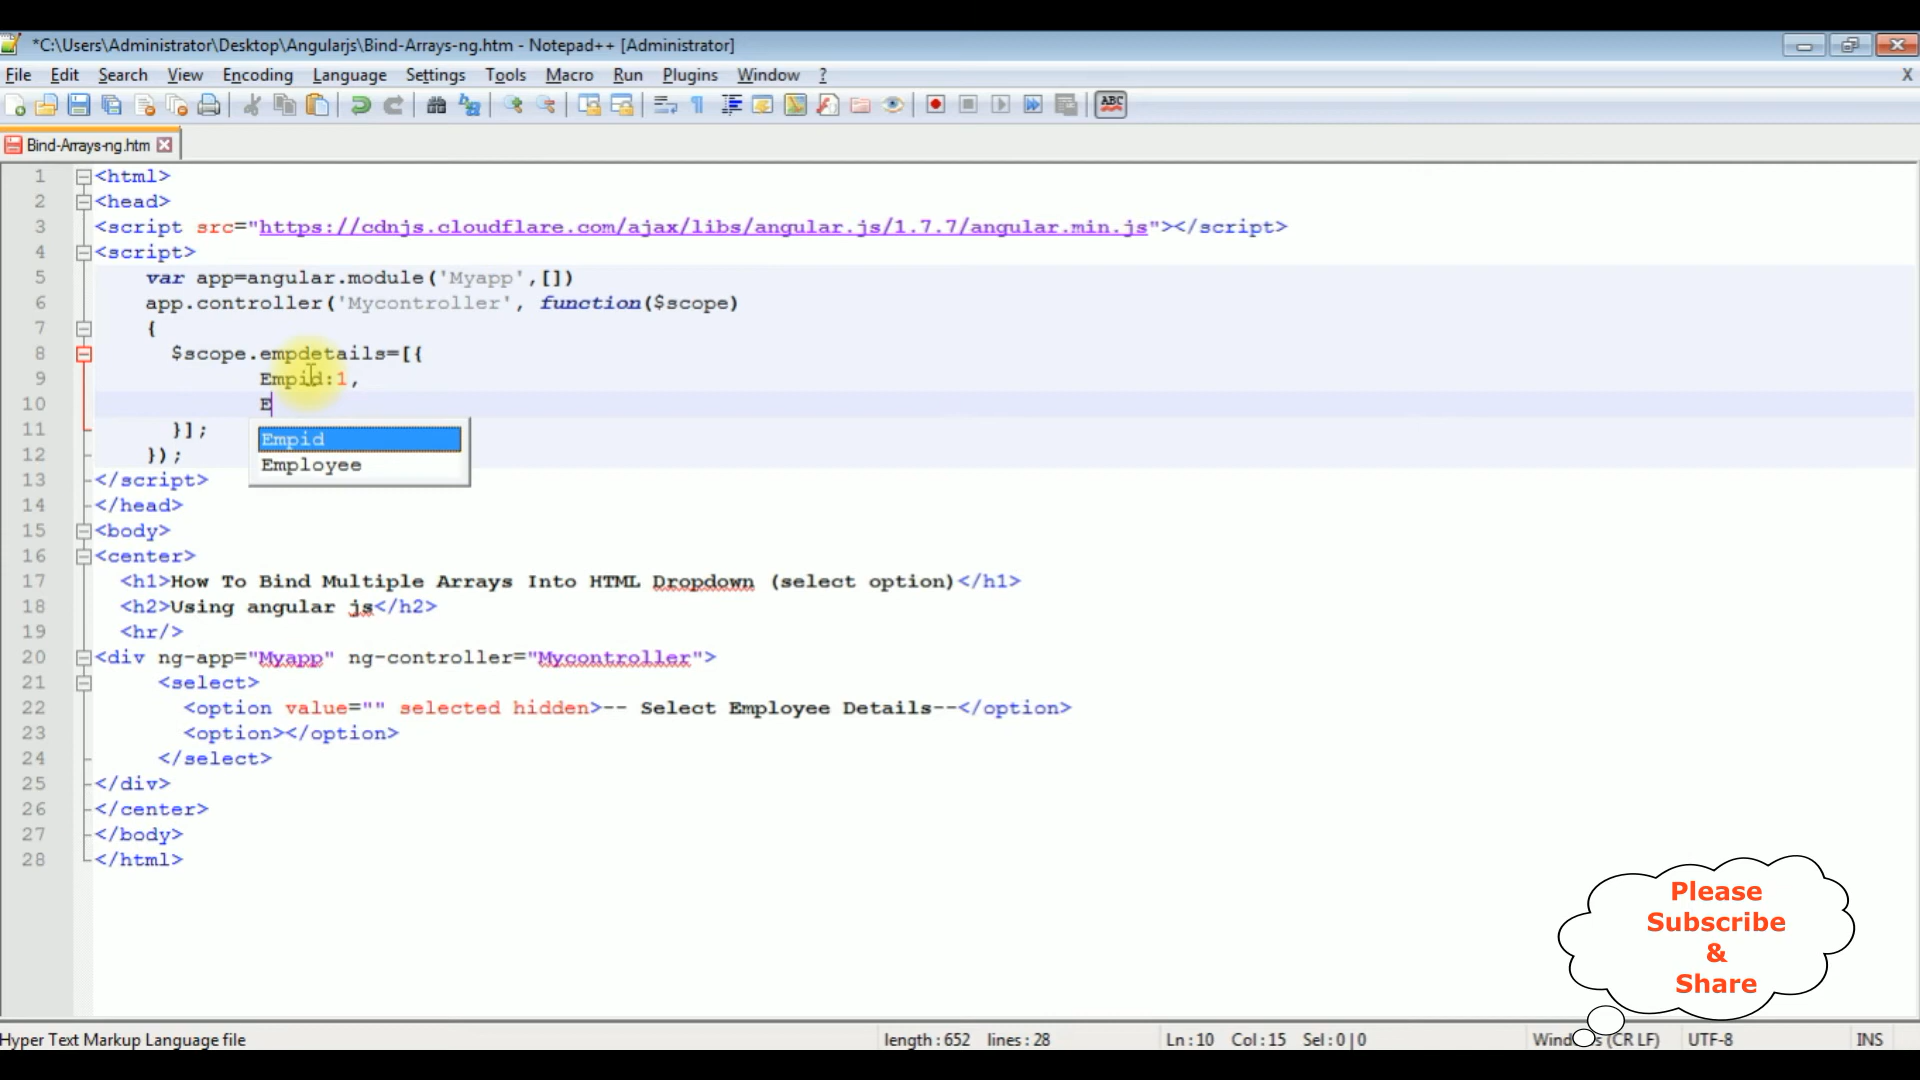 *C:\Users\Administrator\Desktop\Angularjs\Bind-Arrays-ng.htm - Notepad++ [Administrator]
File Edit Search View Encoding Language Settings Tools Macro Run Plugins Window ? X
ABC
Bind-Arrays-ng.htm
1 <html>
2 <head>
3 <script src="https://cdnjs.cloudflare.com/ajax/libs/angular.js/1.7.7/angular.min.js"></script>
4 <script>
5 var app=angular.module('Myapp',[])
6 app.controller('Mycontroller', function($scope)
7 {
8 $scope.empdetails=[{
9 Empid:1,
10 E
Empid
Employee
11 }];
12 });
13 </script>
14 </head>
15 <body>
16 <center>
17 <h1>How To Bind Multiple Arrays Into HTML Dropdown (select option)</h1>
18 <h2>Using angular js</h2>
19 <hr/>
20 <div ng-app="Myapp" ng-controller="Mycontroller">
21 <select>
22 <option value="" selected hidden>-- Select Employee Details--</option>
23 <option></option>
24 </select>
25 </div>
26 </center>
27 </body>
28 </html>
Please
Subscribe
&
Share
Hyper Text Markup Language file length : 652 lines : 28 Ln : 10 Col : 15 Sel : 0 | 0 (CR LF) UTF-8 INS